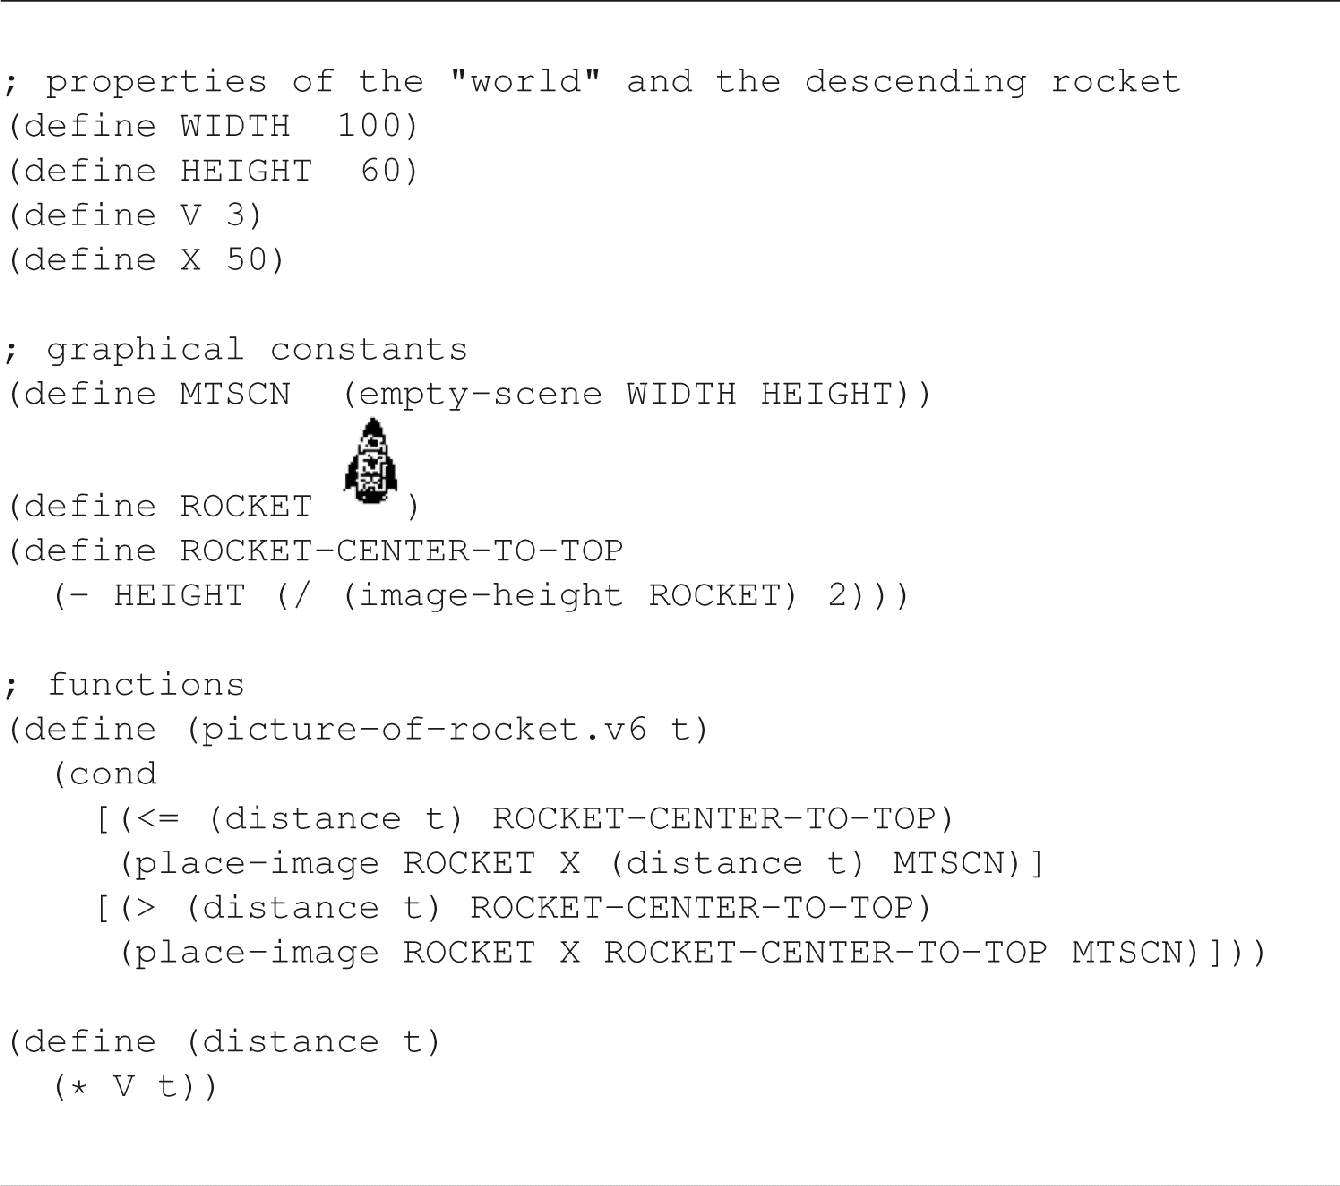 ; properties of the "world" and the descending rocket
(define WIDTH  100)
(define HEIGHT  60)
(define V 3)
(define X 50)
; graphical constants
(define MTSCN  (empty-scene WIDTH HEIGHT))
(define ROCKET )
(define ROCKET-CENTER-TO-TOP
  (- HEIGHT (/ (image-height ROCKET) 2)))
; functions
(define (picture-of-rocket.v6 t)
  (cond
    [(<= (distance t) ROCKET-CENTER-TO-TOP)
     (place-image ROCKET X (distance t) MTSCN)]
    [(> (distance t) ROCKET-CENTER-TO-TOP)
     (place-image ROCKET X ROCKET-CENTER-TO-TOP MTSCN)]))
(define (distance t)
  (* V t))